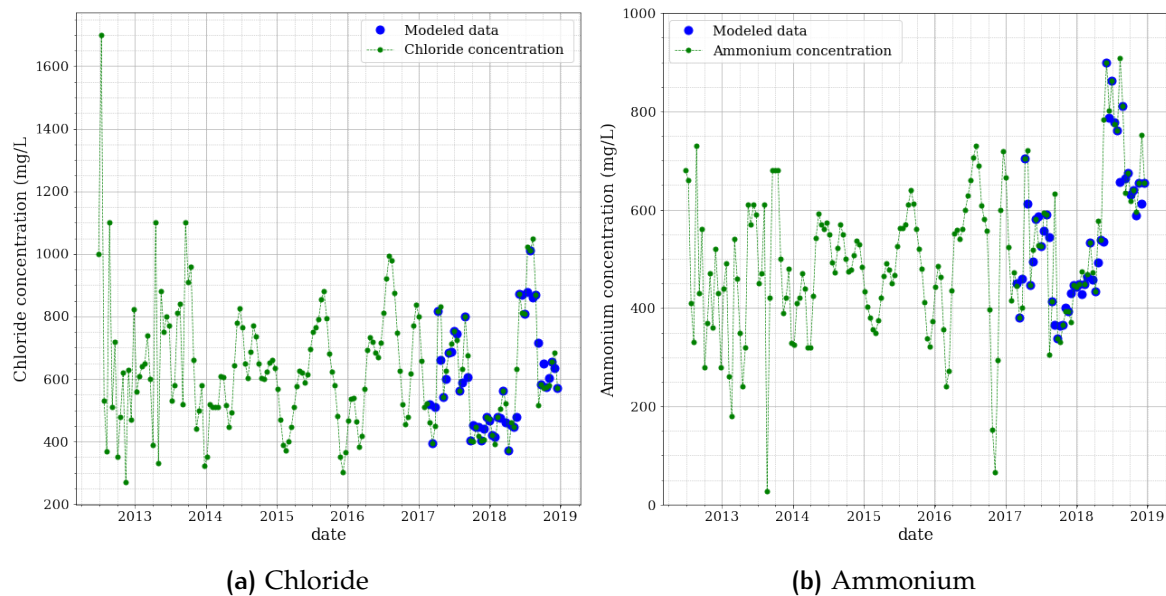 Modeled data
Chloride concentration
1600
1400
1200
1000
800
600
400
200
Chloride concentration (mg/L
2013 2014 2015 2016 2017 2018 2019
date
(a) Chloride
Modeled data
Ammonium concentration
1000
800
600
400
200
0
Ammonium concentration (mg/L)
2013 2014 2015 2016 2017 2018 2019
date
(b) Ammonium